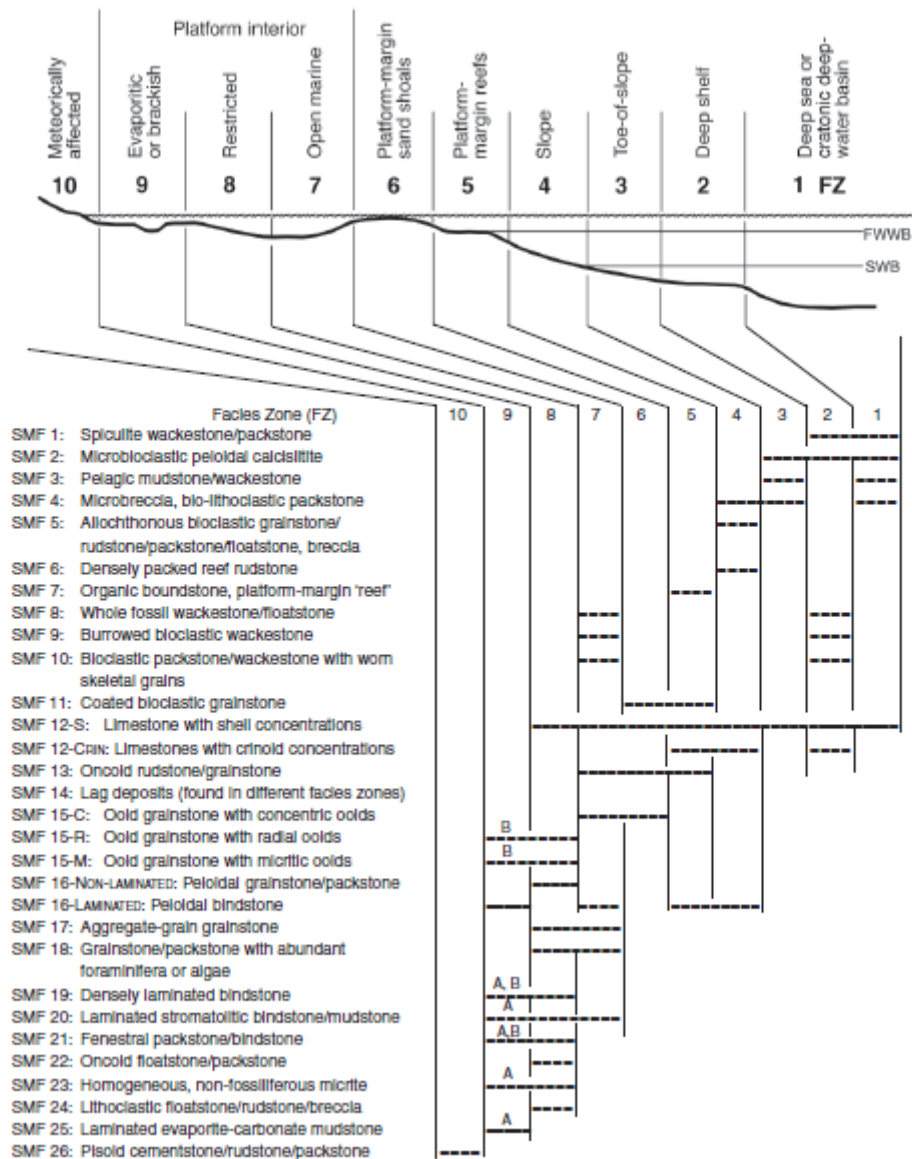 Platform interior
Meteorically
affected
10
Evaporitic
or brackish
9
Restricted
8
Open marine
7
Platform-margin
sand shoals
6
Platform-
margin reefs
5
Slope
4
Toe-of-slope
3
Deep shelf
2
Deep sea or
cratonic deep-
water basin
1 FZ
FWWB
SWB
Facies Zone (FZ) 10 9 8 7 6 5 4 3 2 1
SMF 1: Spiculite wackestone/packstone
SMF 2: Microbioclastic peloidal calcisiltite
SMF 3: Pelagic mudstone/wackestone
SMF 4: Microbreccia, bio-lithoclastic packstone
SMF 5: Allochthonous bioclastic grainstone/
rudstone/packstone/floatstone, breccia
SMF 6: Densely packed reef rudstone
SMF 7: Organic boundstone, platform-margin "reef"
SMF 8: Whole fossil wackestone/floatstone
SMF 9: Burrowed bioclastic wackestone
SMF 10: Bioclastic packstone/wackestone with worn
skeletal grains
SMF 11: Coated bioclastic grainstone
SMF 12-S: Limestone with shell concentrations
SMF 12-CRIN: Limestones with crinoid concentrations
SMF 13: Oncoid rudstone/grainstone
SMF 14: Lag deposits (found in different facies zones)
SMF 15-C: Ooid grainstone with concentric ooids
SMF 15-R: Ooid grainstone with radial ooids B
SMF 15-M: Ooid grainstone with micritic ooids B
SMF 16-NON-LAMINATED: Peloidal grainstone/packstone
SMF 16-LAMINATED: Peloidal bindstone
SMF 17: Aggregate-grain grainstone
SMF 18: Grainstone/packstone with abundant
foraminifera or algae
SMF 19: Densely laminated bindstone A, B
SMF 20: Laminated stromatolitic bindstone/mudstone A
SMF 21: Fenestral packstone/bindstone A,B
SMF 22: Oncoid floatstone/packstone
SMF 23: Homogeneous, non-fossiliferous micrite A
SMF 24: Lithoclastic floatstone/rudstone/breccia
SMF 25: Laminated evaporite-carbonate mudstone A
SMF 26: Pisoid cementstone/rudstone/packstone